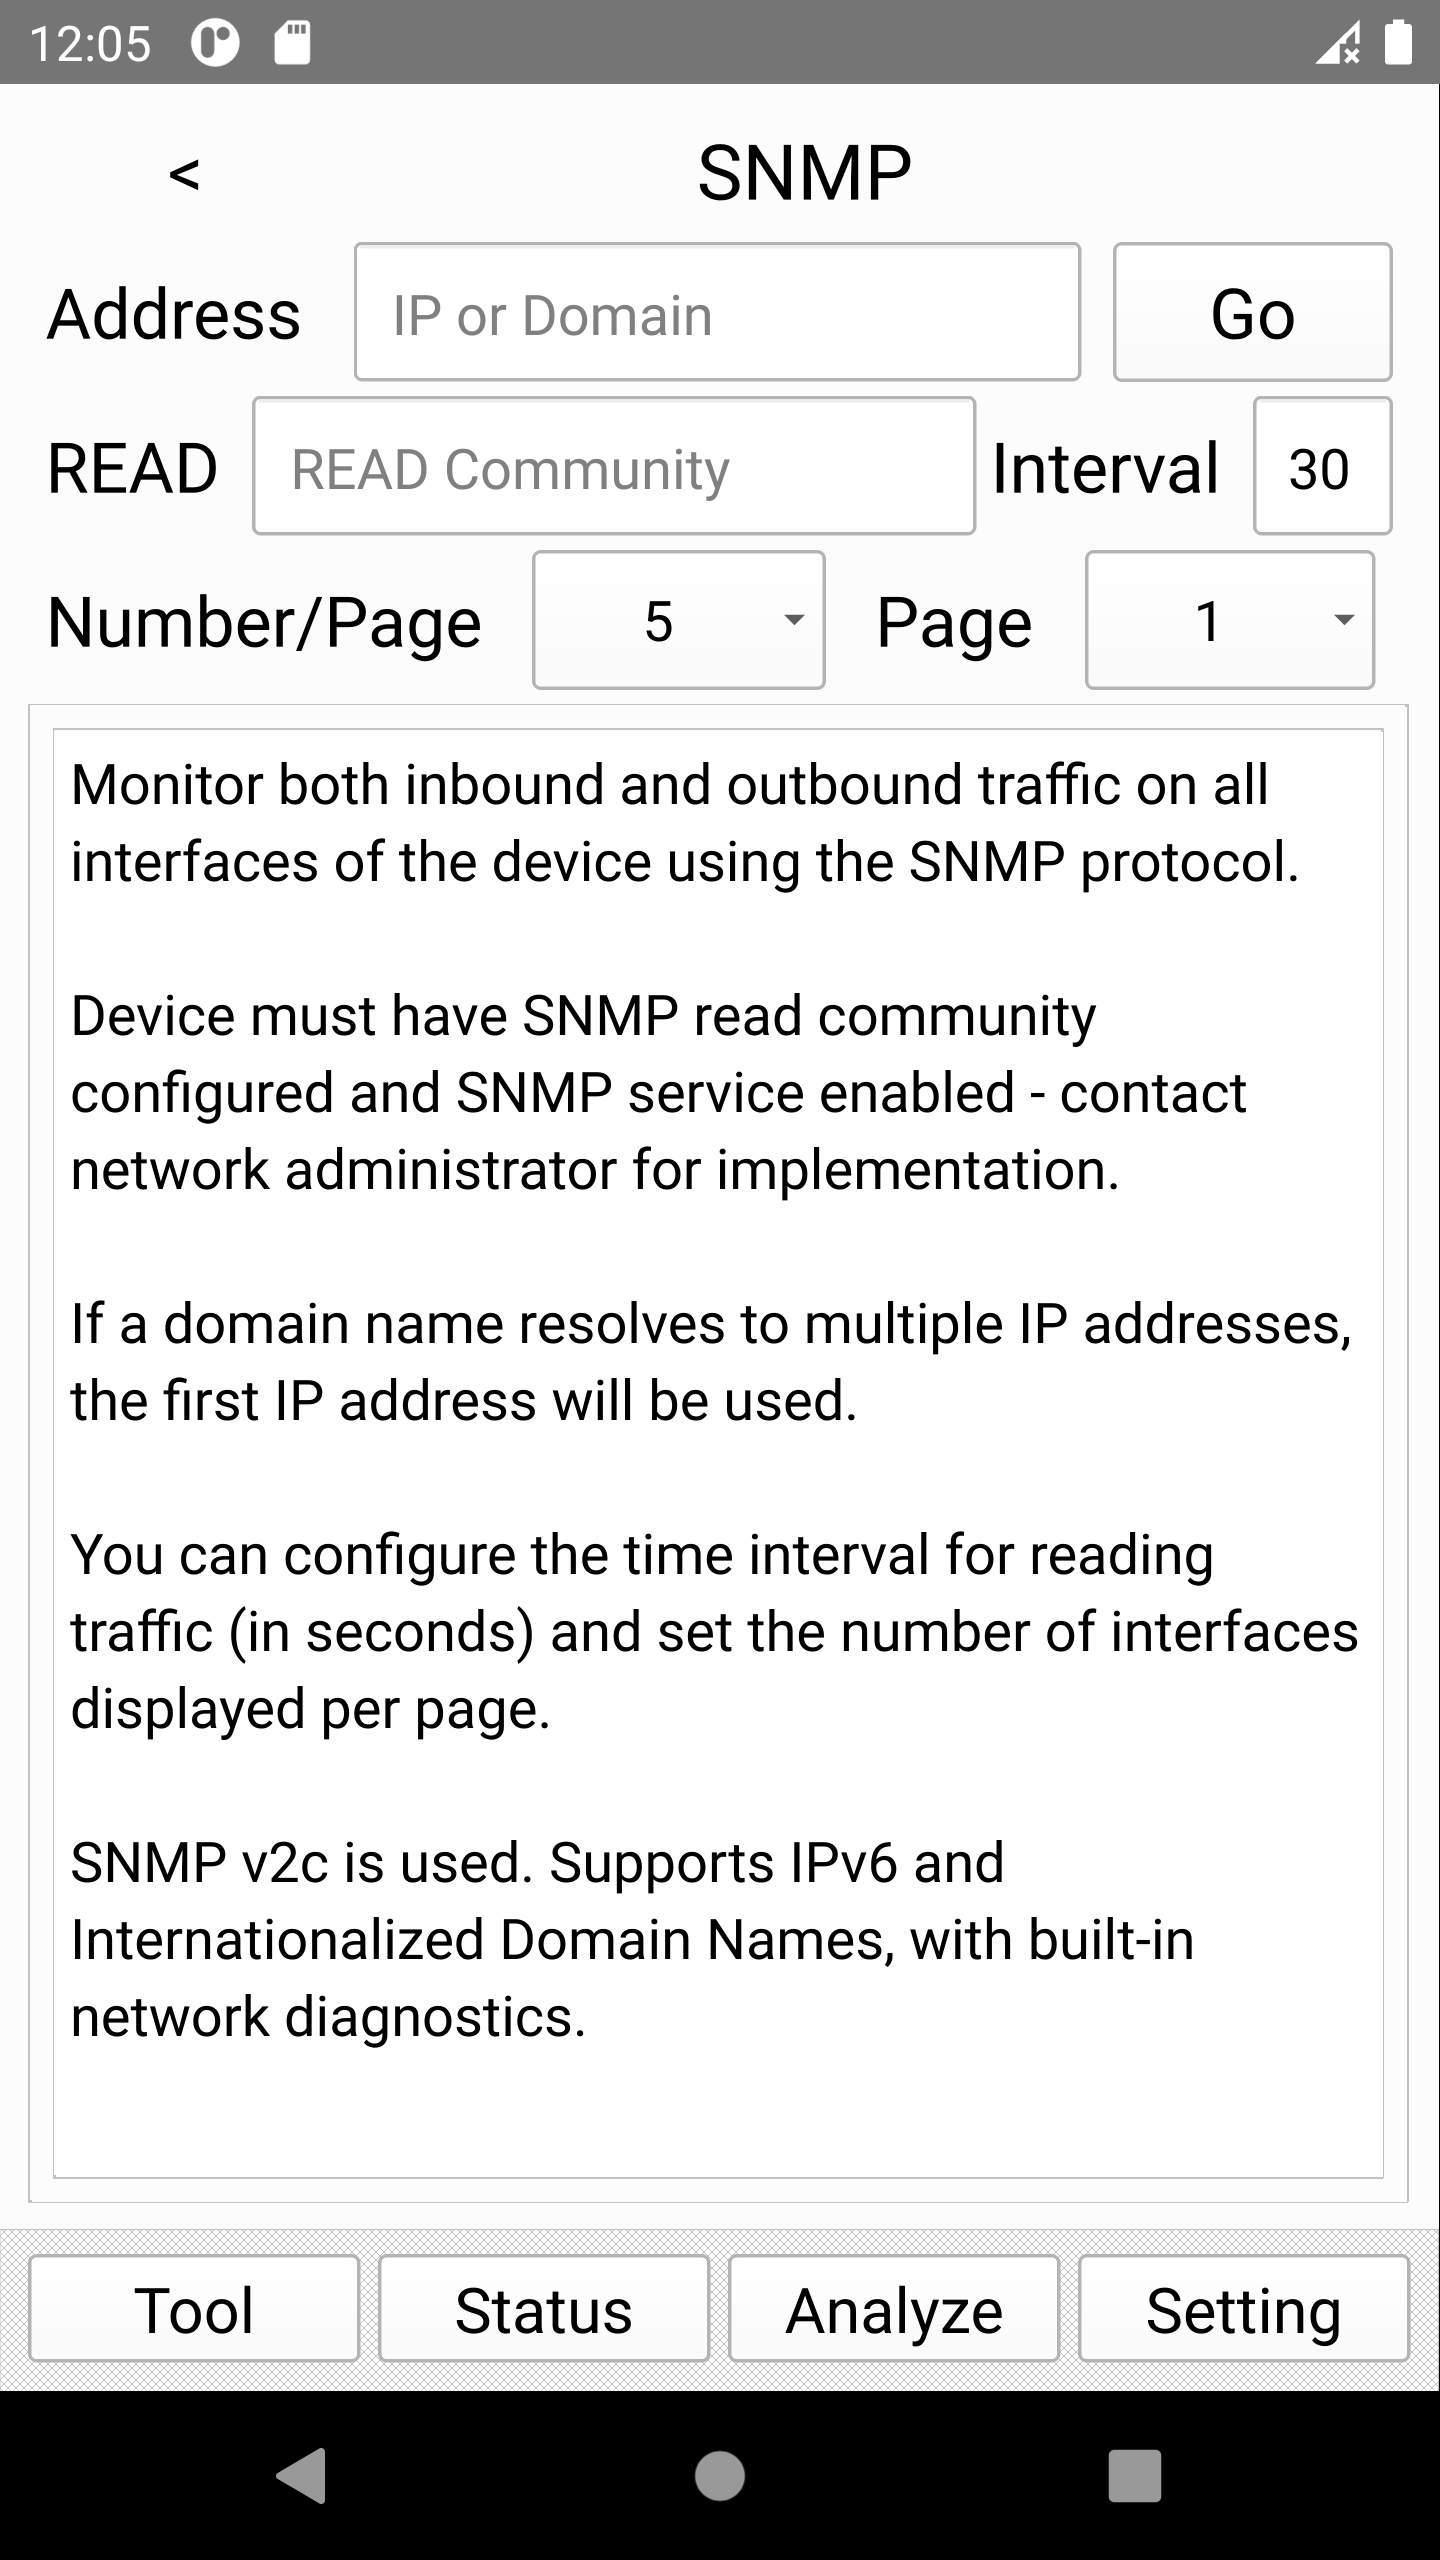 12:05
< SNMP
Address IP or Domain Go
READ READ Community Interval 30
Number/Page 5 Page 1
Monitor both inbound and outbound traffic on all
interfaces of the device using the SNMP protocol.
Device must have SNMP read community
configured and SNMP service enabled - contact
network administrator for implementation.
If a domain name resolves to multiple IP addresses,
the first IP address will be used.
You can configure the time interval for reading
traffic (in seconds) and set the number of interfaces
displayed per page.
SNMP v2c is used. Supports IPv6 and
Internationalized Domain Names, with built-in
network diagnostics.
Tool Status Analyze Setting